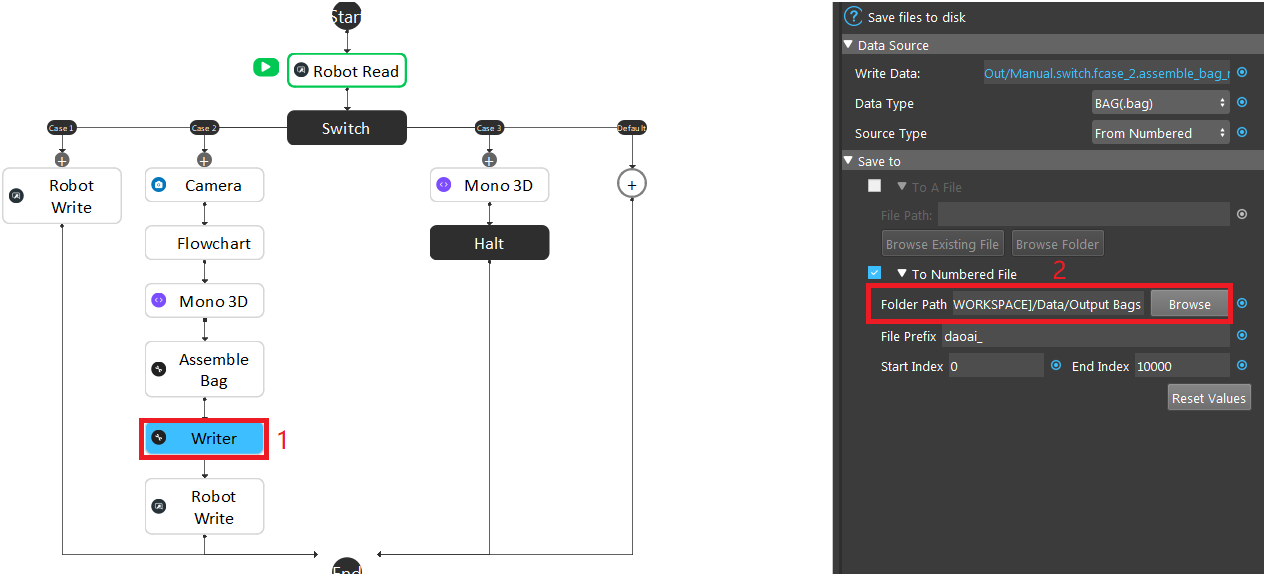 Start
Robot Read
Switch
Case 1
Case 2
Case 3
Default
Robot
Write
Camera
Flowchart
Mono 3D
Assemble
Bag
Writer
1
Robot
Write
Mono 3D
Halt
End
? Save files to disk
Data Source
Write Data: Out/Manual.switch.fcase_2.assemble_bag_r
Data Type BAG(.bag)
Source Type From Numbered
Save to
To A File
File Path:
Browse Existing File Browse Folder
To Numbered File
2
Folder Path WORKSPACE]/Data/Output Bags Browse
File Prefix daoai_
Start Index 0 End Index 10000
Reset Values